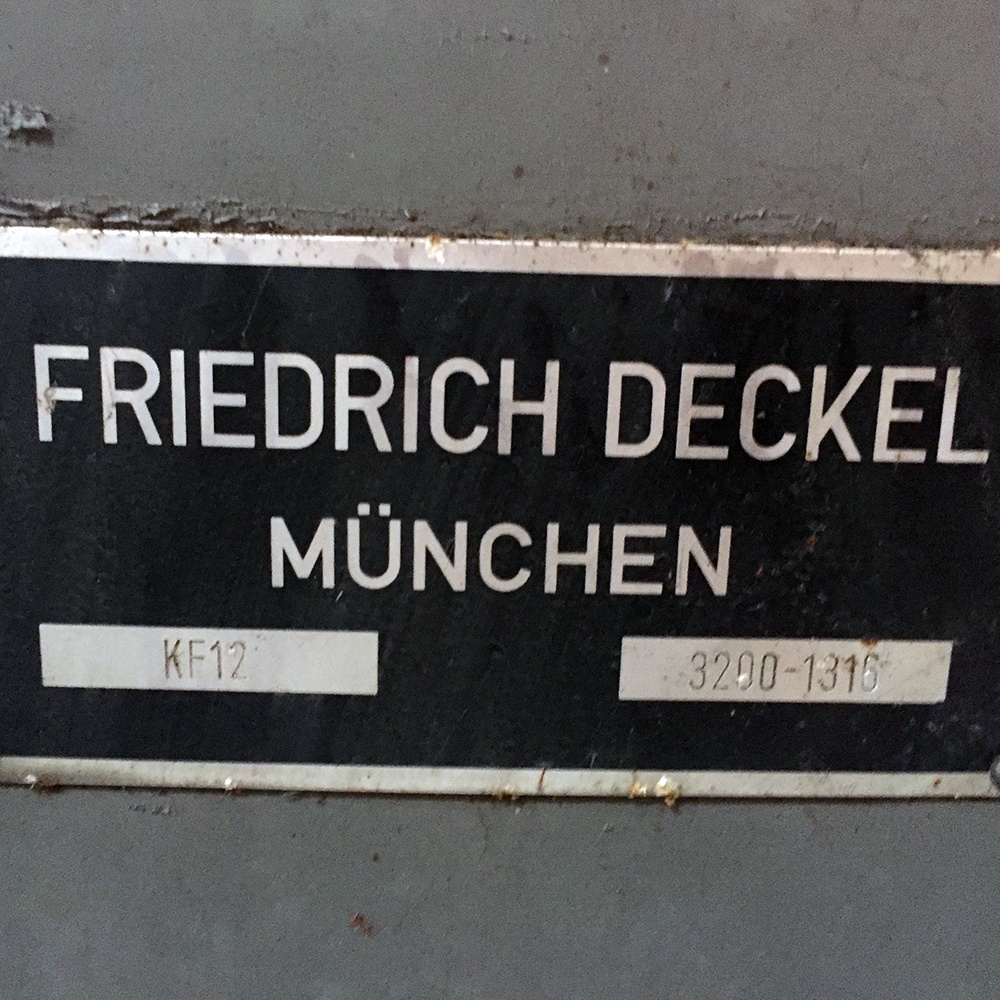 FRIEDRICH DECKEL
MÜNCHEN
KF12 3200-1316